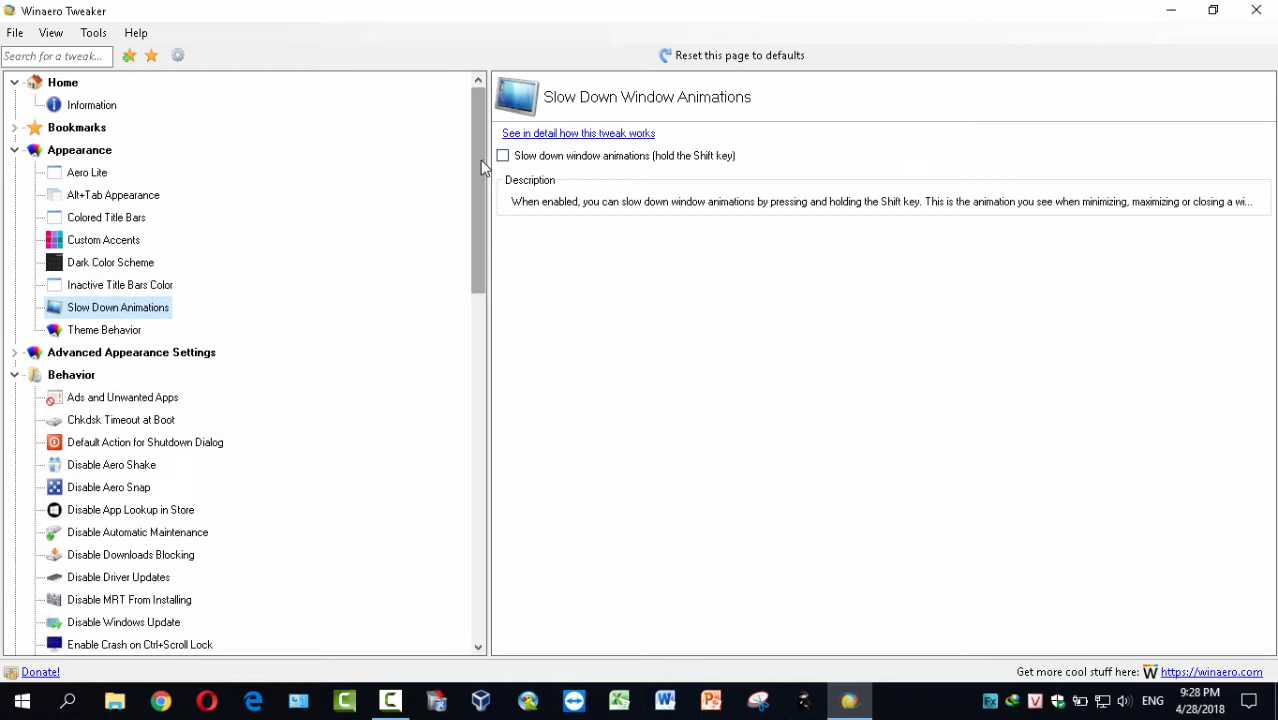 Winaero Tweaker
File View Tools Help
Search for a tweak... Reset this page to defaults
Home
Information
Bookmarks
Appearance
Aero Lite
Alt+Tab Appearance
Colored Title Bars
Custom Accents
Dark Color Scheme
Inactive Title Bars Color
Slow Down Animations
Theme Behavior
Advanced Appearance Settings
Behavior
Ads and Unwanted Apps
Chkdsk Timeout at Boot
Default Action for Shutdown Dialog
Disable Aero Shake
Disable Aero Snap
Disable App Lookup in Store
Disable Automatic Maintenance
Disable Downloads Blocking
Disable Driver Updates
Disable MRT From Installing
Disable Windows Update
Enable Crash on Ctrl+Scroll Lock
Slow Down Window Animations
See in detail how this tweak works
Slow down window animations (hold the Shift key)
Description
When enabled, you can slow down window animations by pressing and holding the Shift key. This is the animation you see when minimizing, maximizing or closing a wi...
Donate! Get more cool stuff here: https://winaero.com
ENG 9:28 PM
4/28/2018